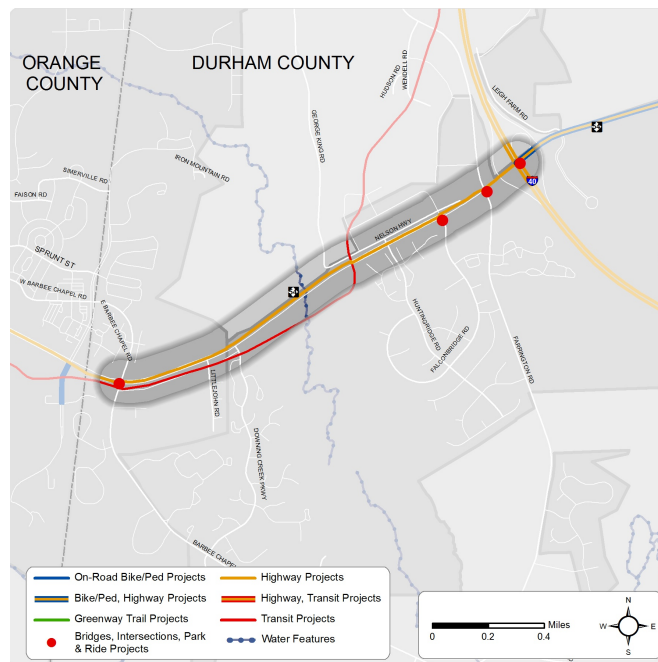 ORANGE
COUNTY
DURHAM COUNTY
HUDSON RD
WENDELL RD
LEIGH FARM RD
GEORGE KING RD
IRON MOUNTAIN RD
SIMERVILLE RD
FAISON RD
40
NELSON HWY
SPRUNT ST
W BARBEE CHAPEL RD
E BARBEE CHAPEL RD
HUNTINGRIDGE RD
FALCONBRIDGE RD
FARRINGTON RD
LITTLEJOHN RD
DOWNING CREEK PKWY
BARBEE CHAPE
On-Road Bike/Ped Projects
Highway Projects
Bike/Ped, Highway Projects
Highway, Transit Projects
Greenway Trail Projects
Transit Projects
Bridges, Intersections, Park
& Ride Projects
Water Features
Miles
0 0.2 0.4
N
W E
S